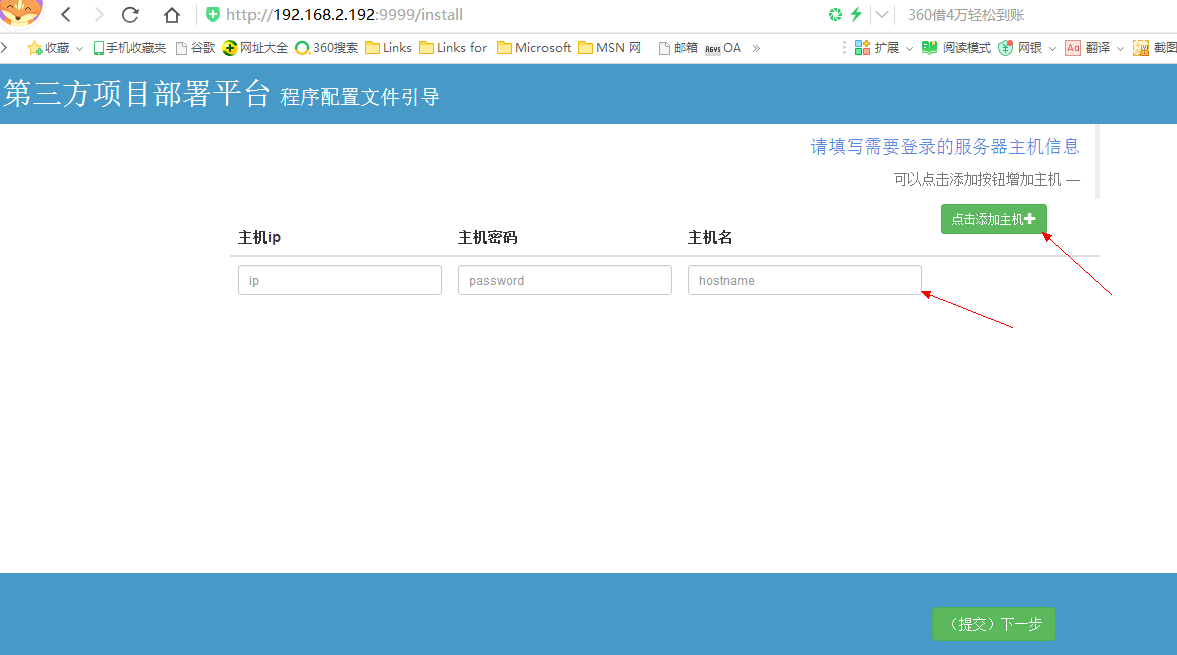 http://192.168.2.192:9999/install
360借4万轻松到账
收藏 手机收藏夹 谷歌 网址大全 360搜索 Links Links for Microsoft MSN 网 邮箱 OA » 扩展 阅读模式 网银 翻译 截图
第三方项目部署平台 程序配置文件引导
请填写需要登录的服务器主机信息
可以点击添加按钮增加主机 —
点击添加主机
主机ip 主机密码 主机名
ip password hostname
（提交）下一步